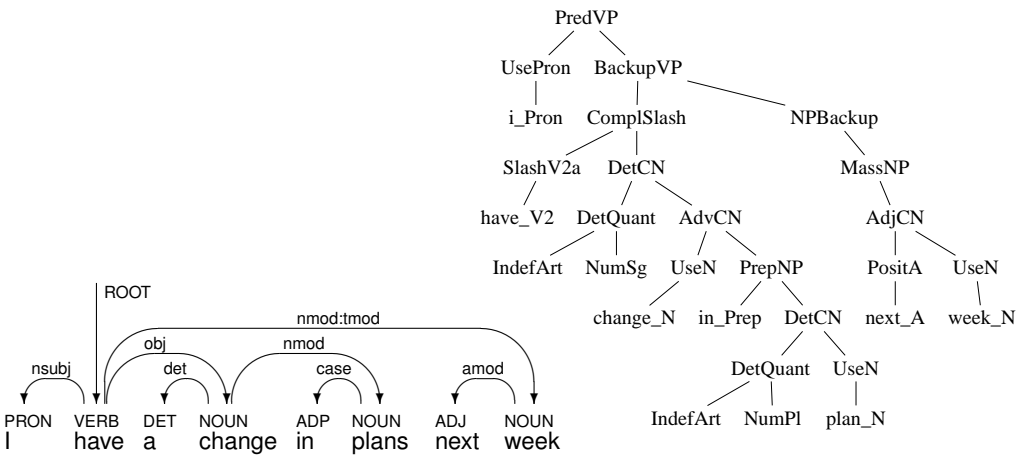 PredVP
UsePron BackupVP
i_Pron ComplSlash NPBackup
SlashV2a DetCN MassNP
have_V2 DetQuant AdvCN AdjCN
IndefArt NumSg UseN PrepNP PositA UseN
change_N in_Prep DetCN next_A week_N
DetQuant UseN
IndefArt NumPl plan_N
ROOT
nmod:tmod
obj nmod
nsubj det case amod
PRON VERB DET NOUN ADP NOUN ADJ NOUN
I have a change in plans next week